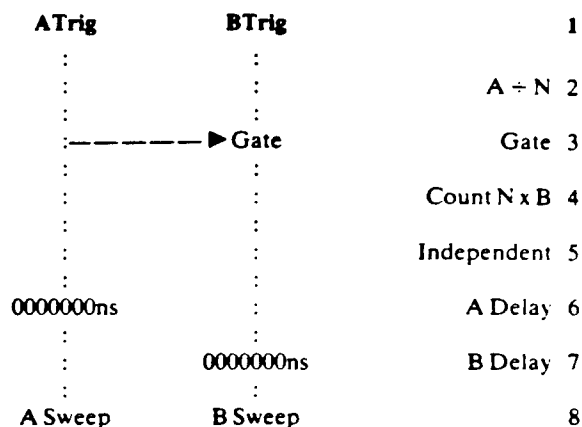 ATrig BTrig 1
A ÷ N 2
Gate Gate 3
Count N x B 4
Independent 5
0000000ns A Delay 6
0000000ns B Delay 7
A Sweep B Sweep 8